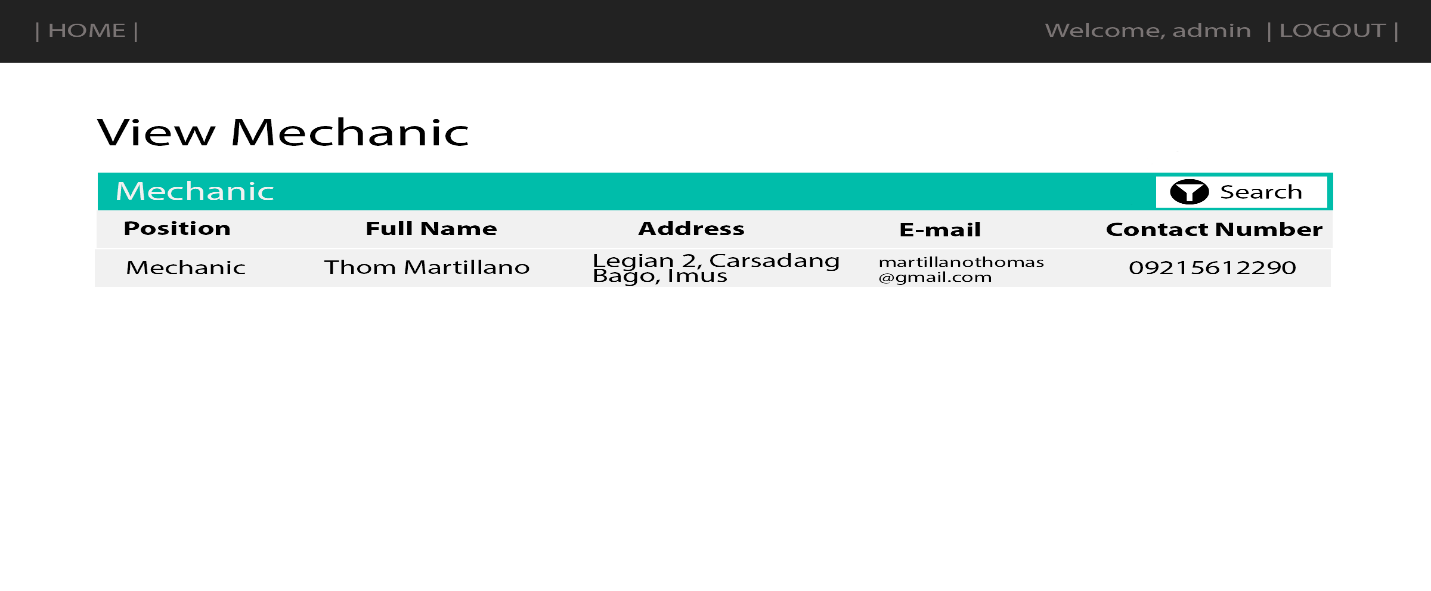 | HOME |
Welcome, admin | LOGOUT |
View Mechanic
Mechanic
Search
Position Full Name Address E-mail Contact Number
Mechanic Thom Martillano Legian 2, Carsadang Bago, Imus martillanothomas@gmail.com 09215612290